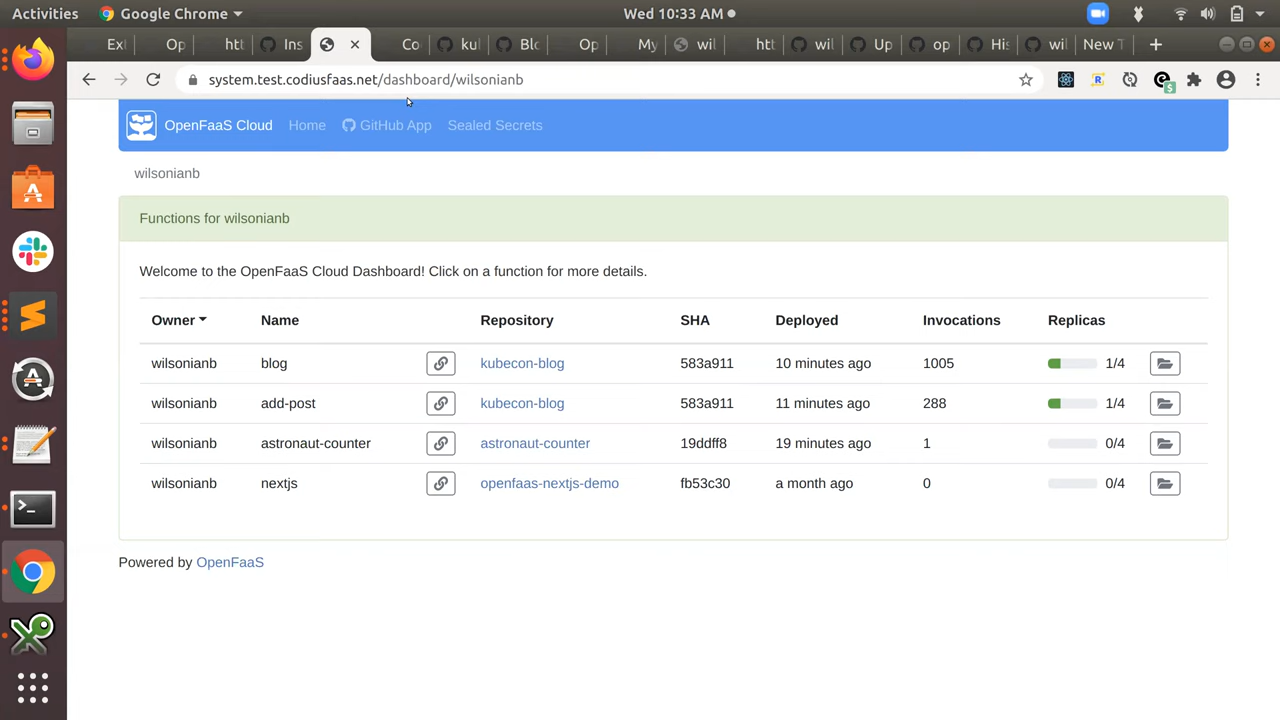 Activities Google Chrome Wed 10:33 AM
Ex Op htt Ins Co kul Blo Op My wil htt wil Up op His wil New T
system.test.codiusfaas.net/dashboard/wilsonianb
OpenFaaS Cloud Home GitHub App Sealed Secrets
wilsonianb
Functions for wilsonianb
Welcome to the OpenFaaS Cloud Dashboard! Click on a function for more details.
Owner Name Repository SHA Deployed Invocations Replicas
wilsonianb blog kubecon-blog 583a911 10 minutes ago 1005 1/4
wilsonianb add-post kubecon-blog 583a911 11 minutes ago 288 1/4
wilsonianb astronaut-counter astronaut-counter 19ddff8 19 minutes ago 1 0/4
wilsonianb nextjs openfaas-nextjs-demo fb53c30 a month ago 0 0/4
Powered by OpenFaaS